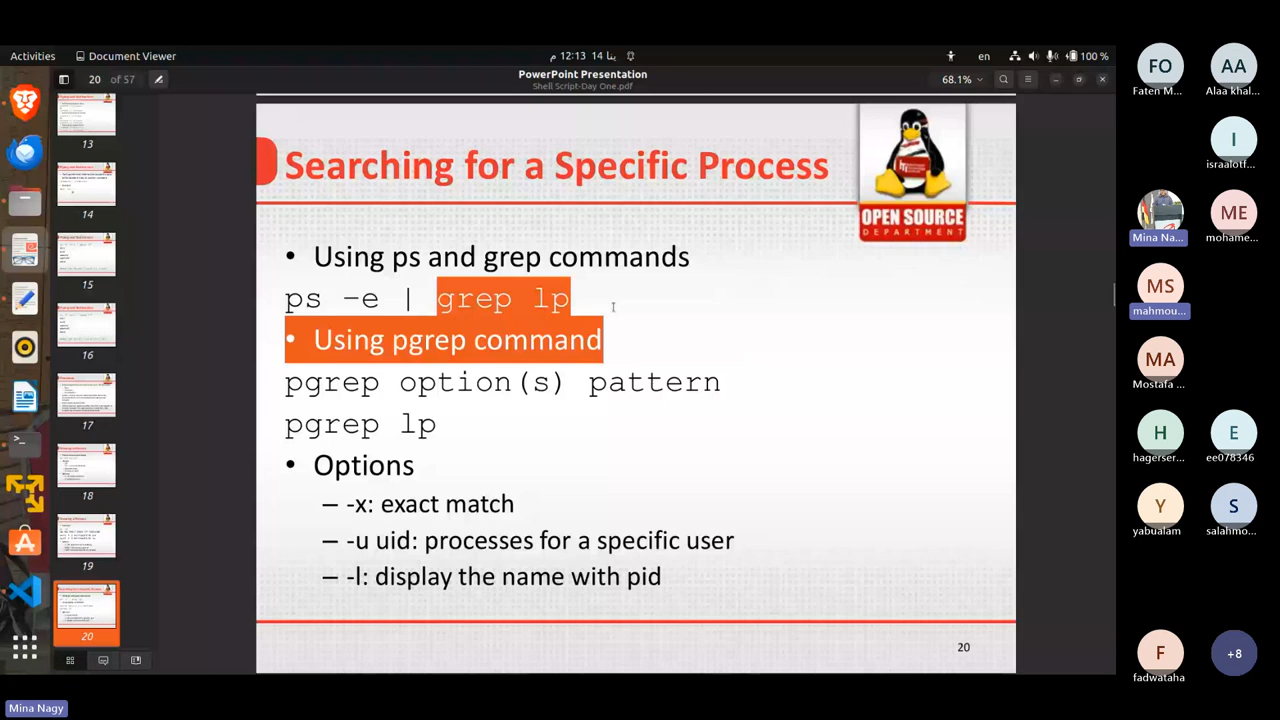 Activities
Document Viewer
م 12:13 14 ينا
en
100 %
20 of 57
PowerPoint Presentation
Shell Script-Day One.pdf
68.1%
13
14
15
16
17
18
19
20
Searching for a Specific Process
OPEN SOURCE
DEPARTMENT
• Using ps and grep commands
ps –e | grep lp
• Using pgrep command
pgrep option(s) pattern
pgrep lp
• Options
– -x: exact match
– -u uid: processes for a specific user
– -l: display the name with pid
20
FO
Faten M...
AA
Alaa khal...
I
israalotf...
Mina Na...
ME
mohame...
MS
mahmou...
MA
Mostafa ...
H
hagerser...
E
ee078346
Y
yabualam
S
salahmo...
F
fadwataha
+8
Mina Nagy